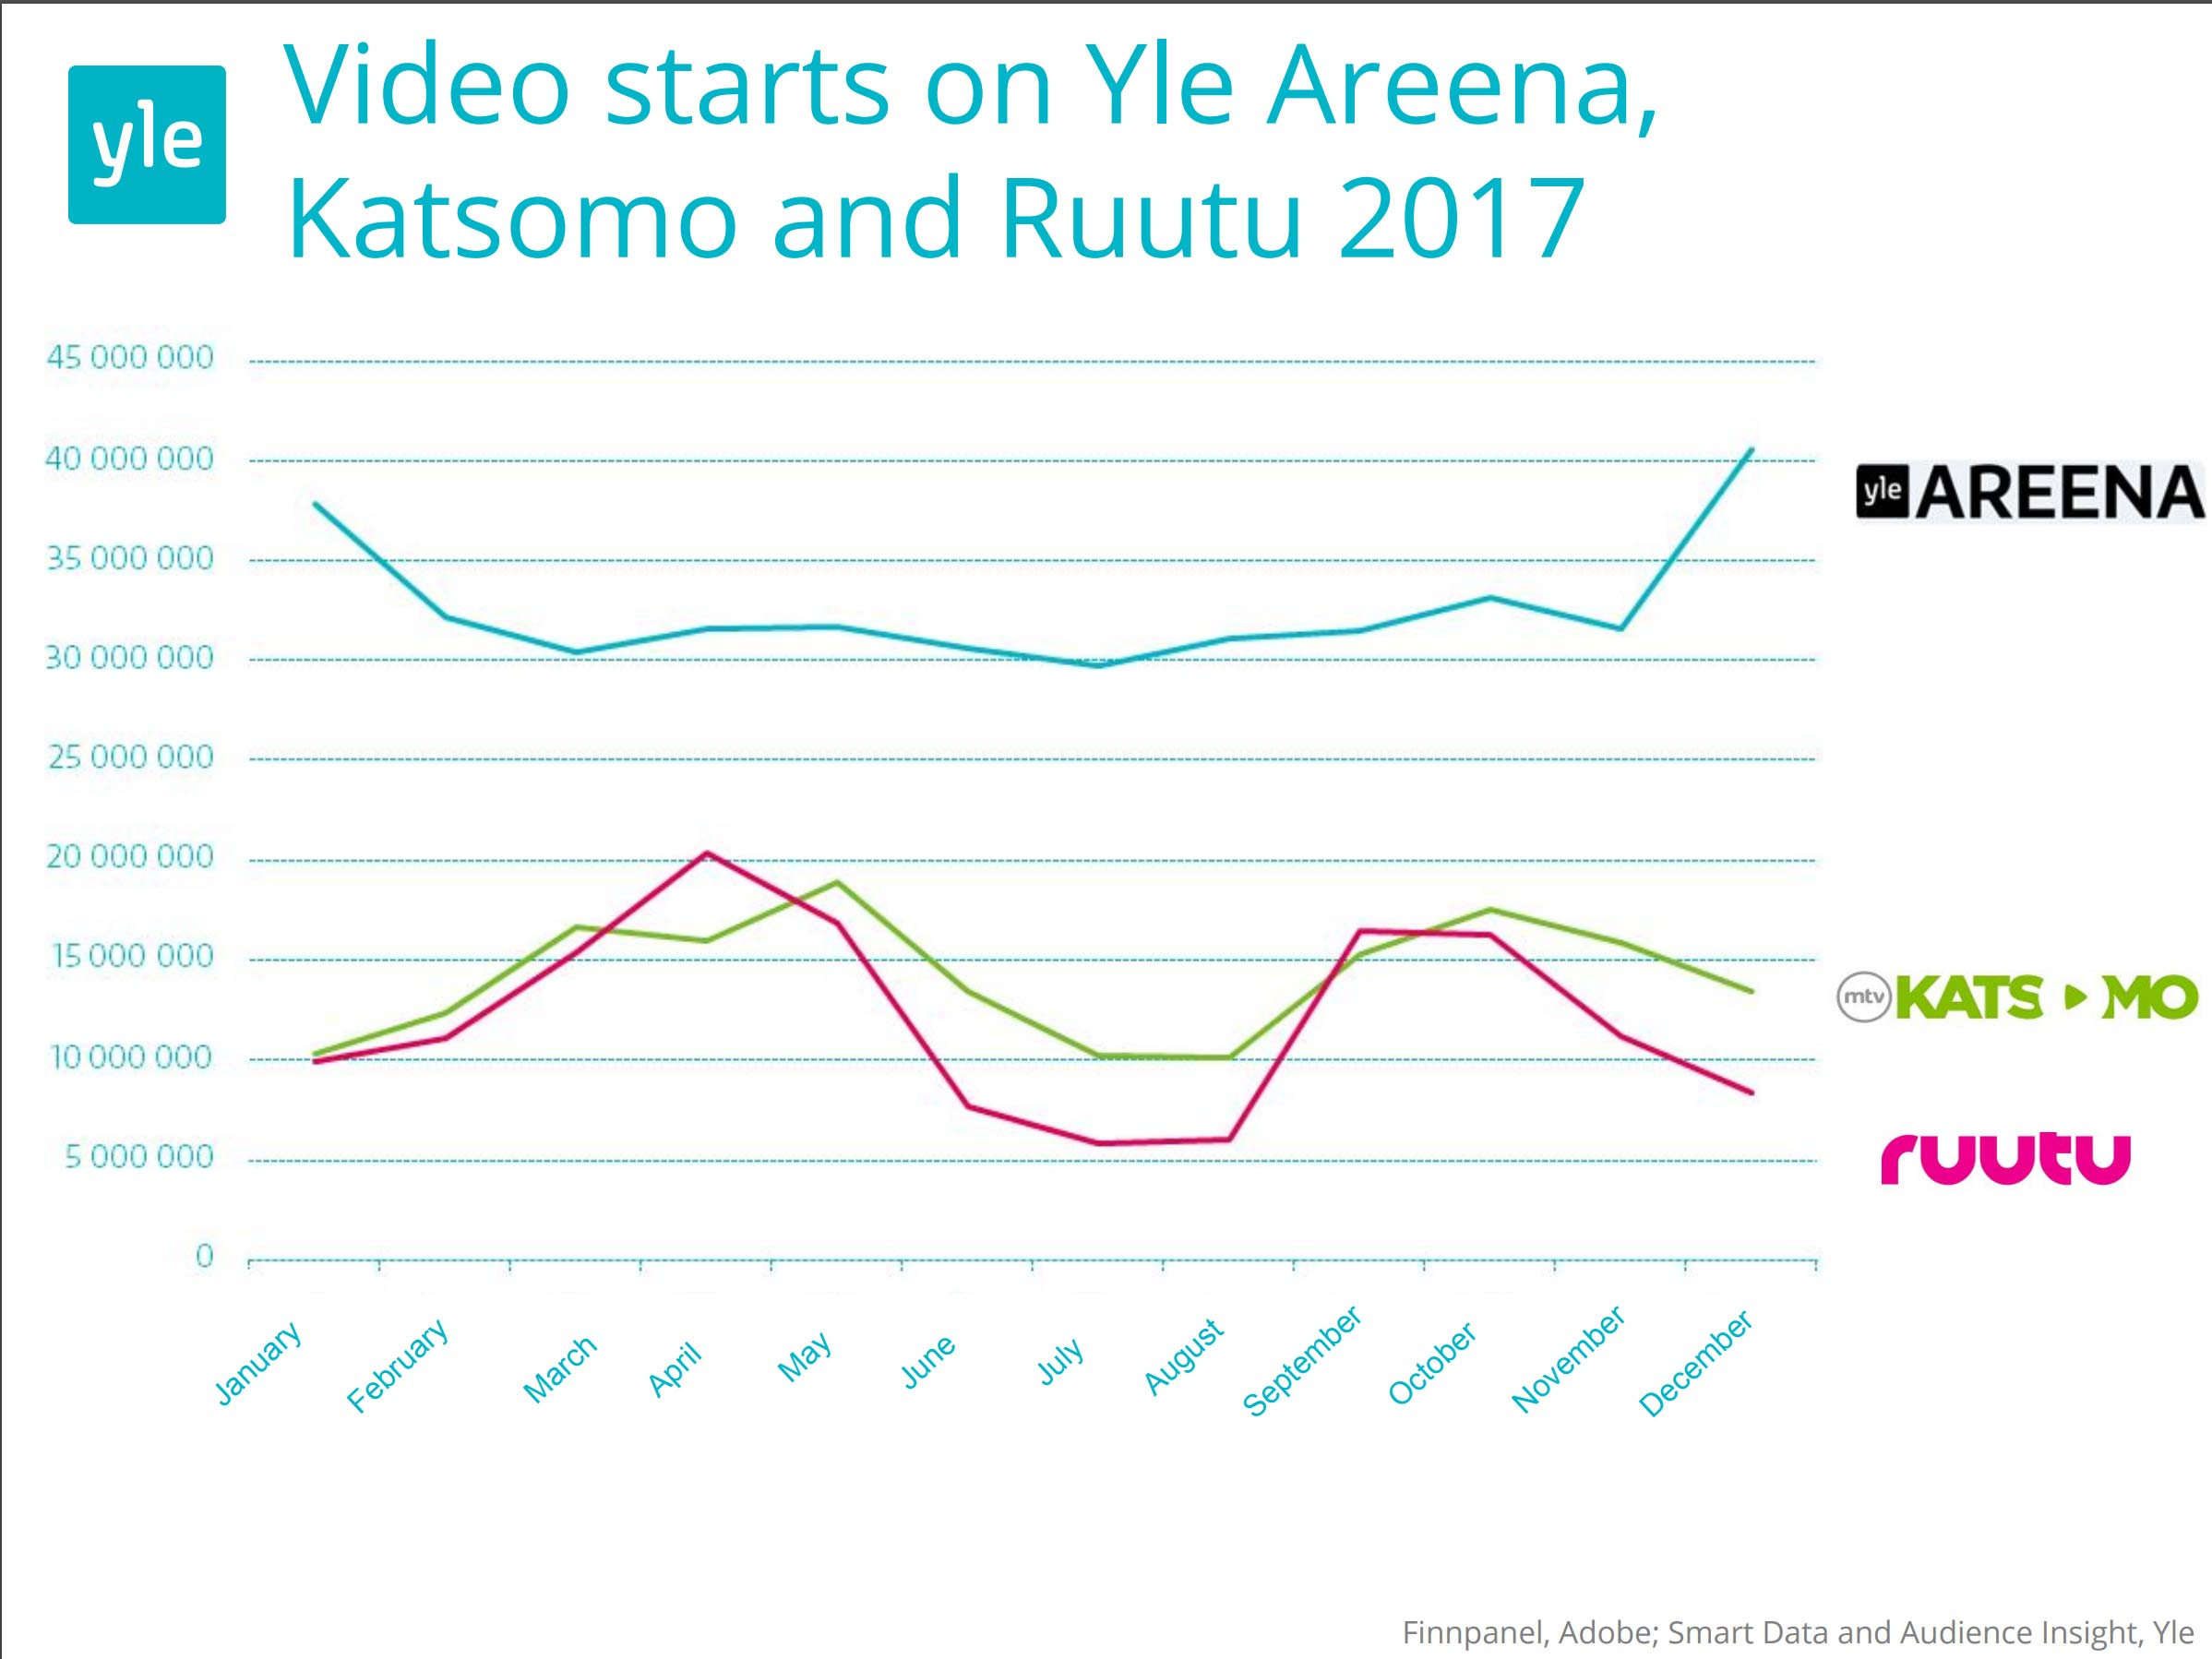 yle
Video starts on Yle Areena,
Katsomo and Ruutu 2017
45 000 000
40 000 000
35 000 000
30 000 000
25 000 000
20 000 000
15 000 000
10 000 000
5 000 000
0
yle AREENA
mtv KATSOMO
ruutu
January
February
March
April
May
June
July
August
September
October
November
December
Finnpanel, Adobe; Smart Data and Audience Insight, Yle